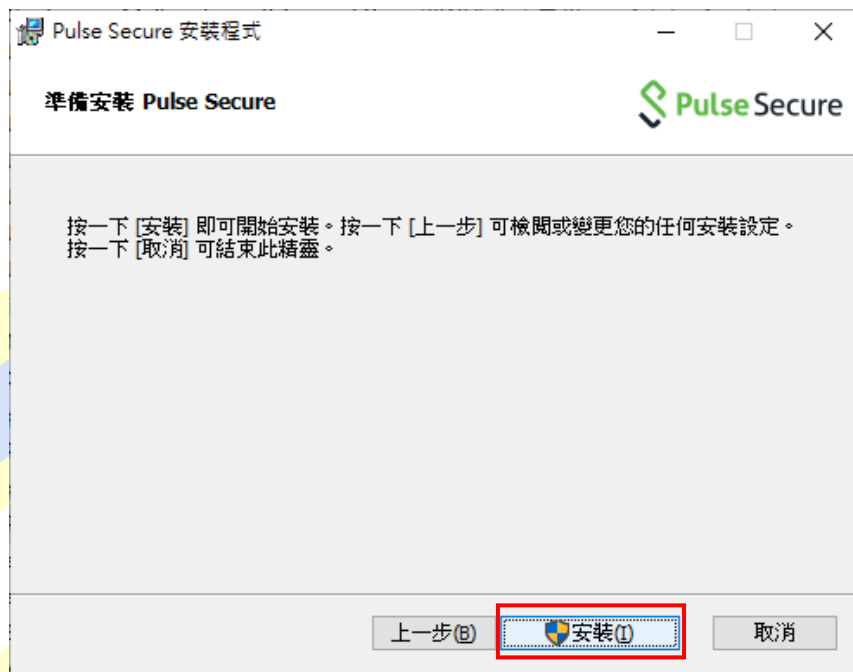 Pulse Secure 安裝程式
準備安裝 Pulse Secure
Pulse Secure
按一下 [安裝] 即可開始安裝。按一下 [上一步] 可檢閱或變更您的任何安裝設定。
按一下 [取消] 可結束此精靈。
上一步(B)
安裝(I)
取消